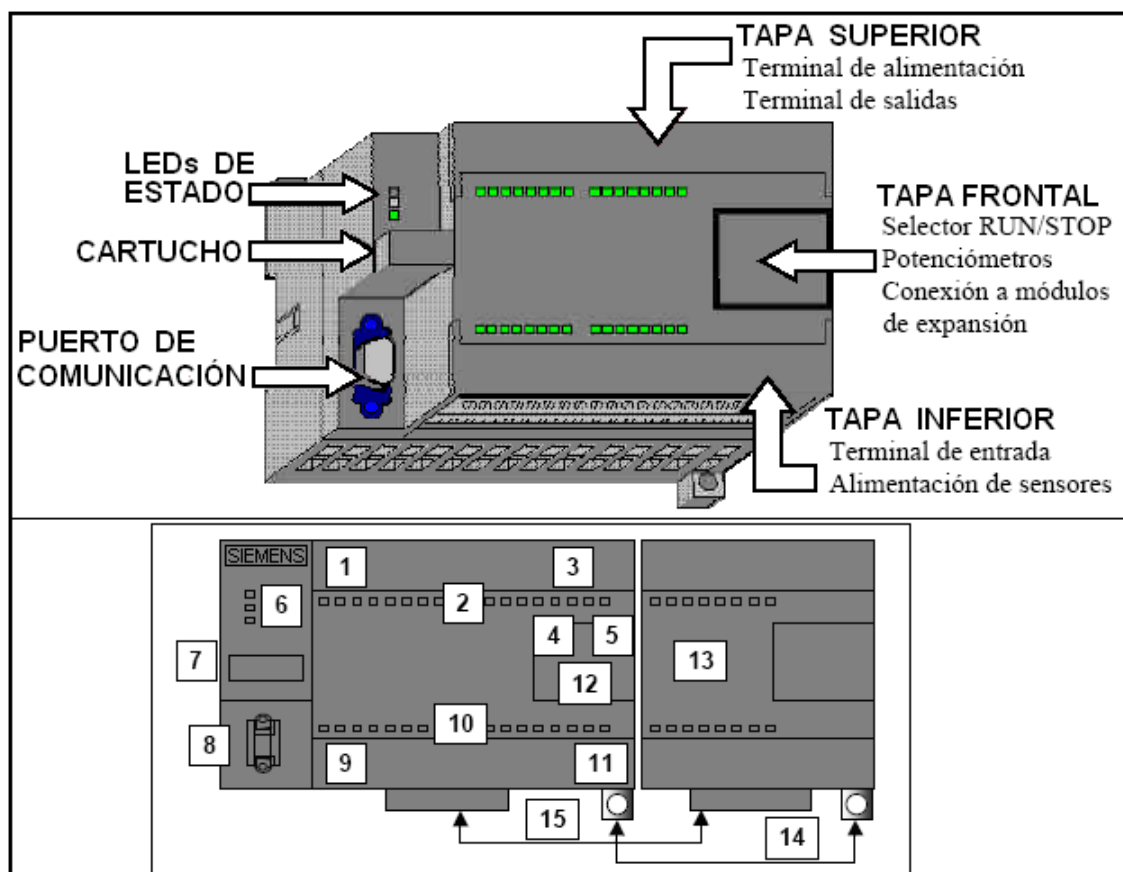 TAPA SUPERIOR
Terminal de alimentación
Terminal de salidas
LEDs DE
ESTADO
CARTUCHO
PUERTO DE
COMUNICACIÓN
TAPA FRONTAL
Selector RUN/STOP
Potenciómetros
Conexión a módulos
de expansión
TAPA INFERIOR
Terminal de entrada
Alimentación de sensores
SIEMENS
1
3
6
2
4
5
7
13
12
8
10
9
11
15
14